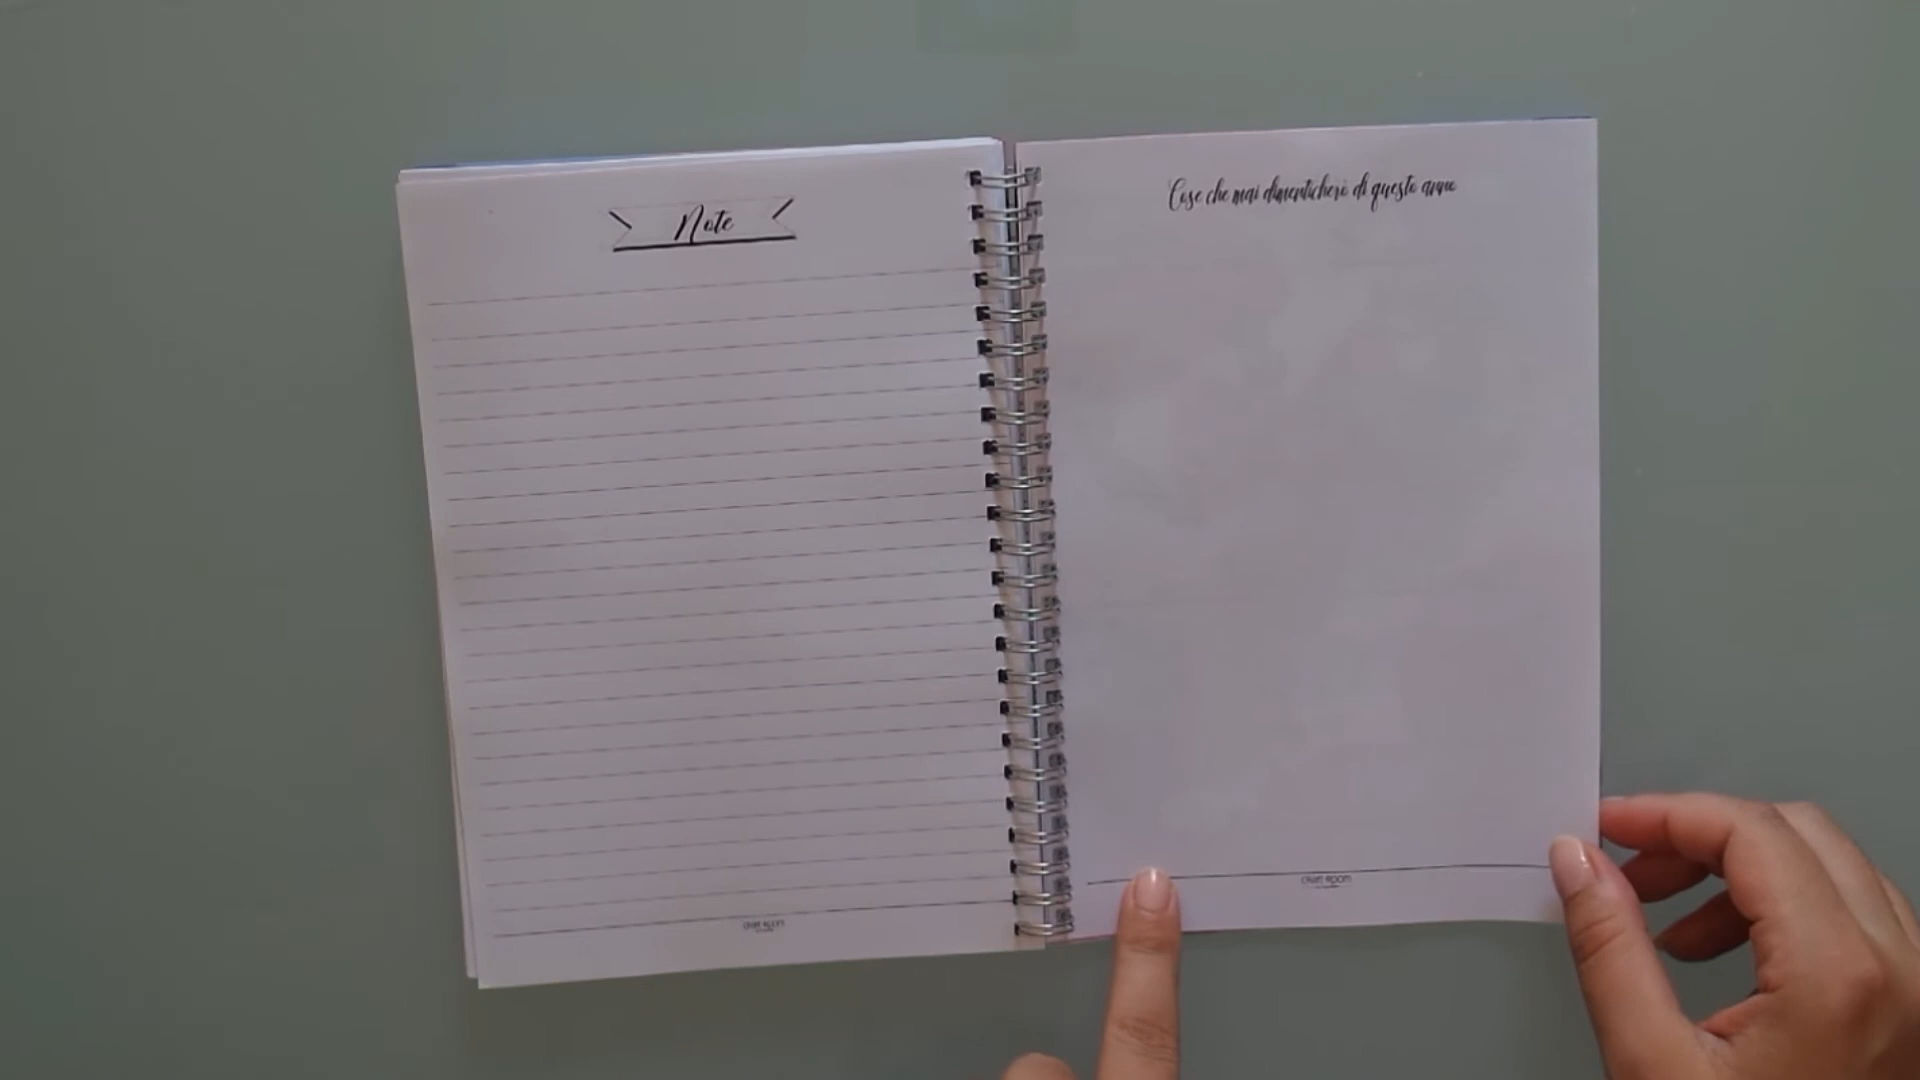 Note
Cose che mai dimenticherò di questo anno